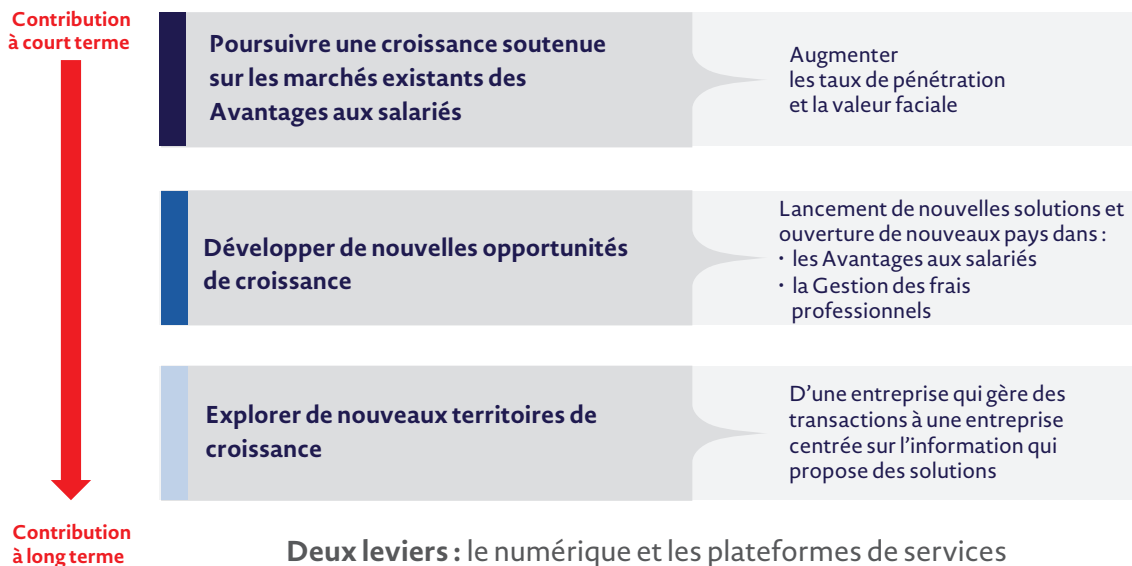 Contribution
à court terme
Poursuivre une croissance soutenue
sur les marchés existants des
Avantages aux salariés
Augmenter
les taux de pénétration
et la valeur faciale
Développer de nouvelles opportunités
de croissance
Lancement de nouvelles solutions et
ouverture de nouveaux pays dans :
· les Avantages aux salariés
· la Gestion des frais
professionnels
Explorer de nouveaux territoires de
croissance
D’une entreprise qui gère des
transactions à une entreprise
centrée sur l’information qui
propose des solutions
Contribution
à long terme
Deux leviers : le numérique et les plateformes de services